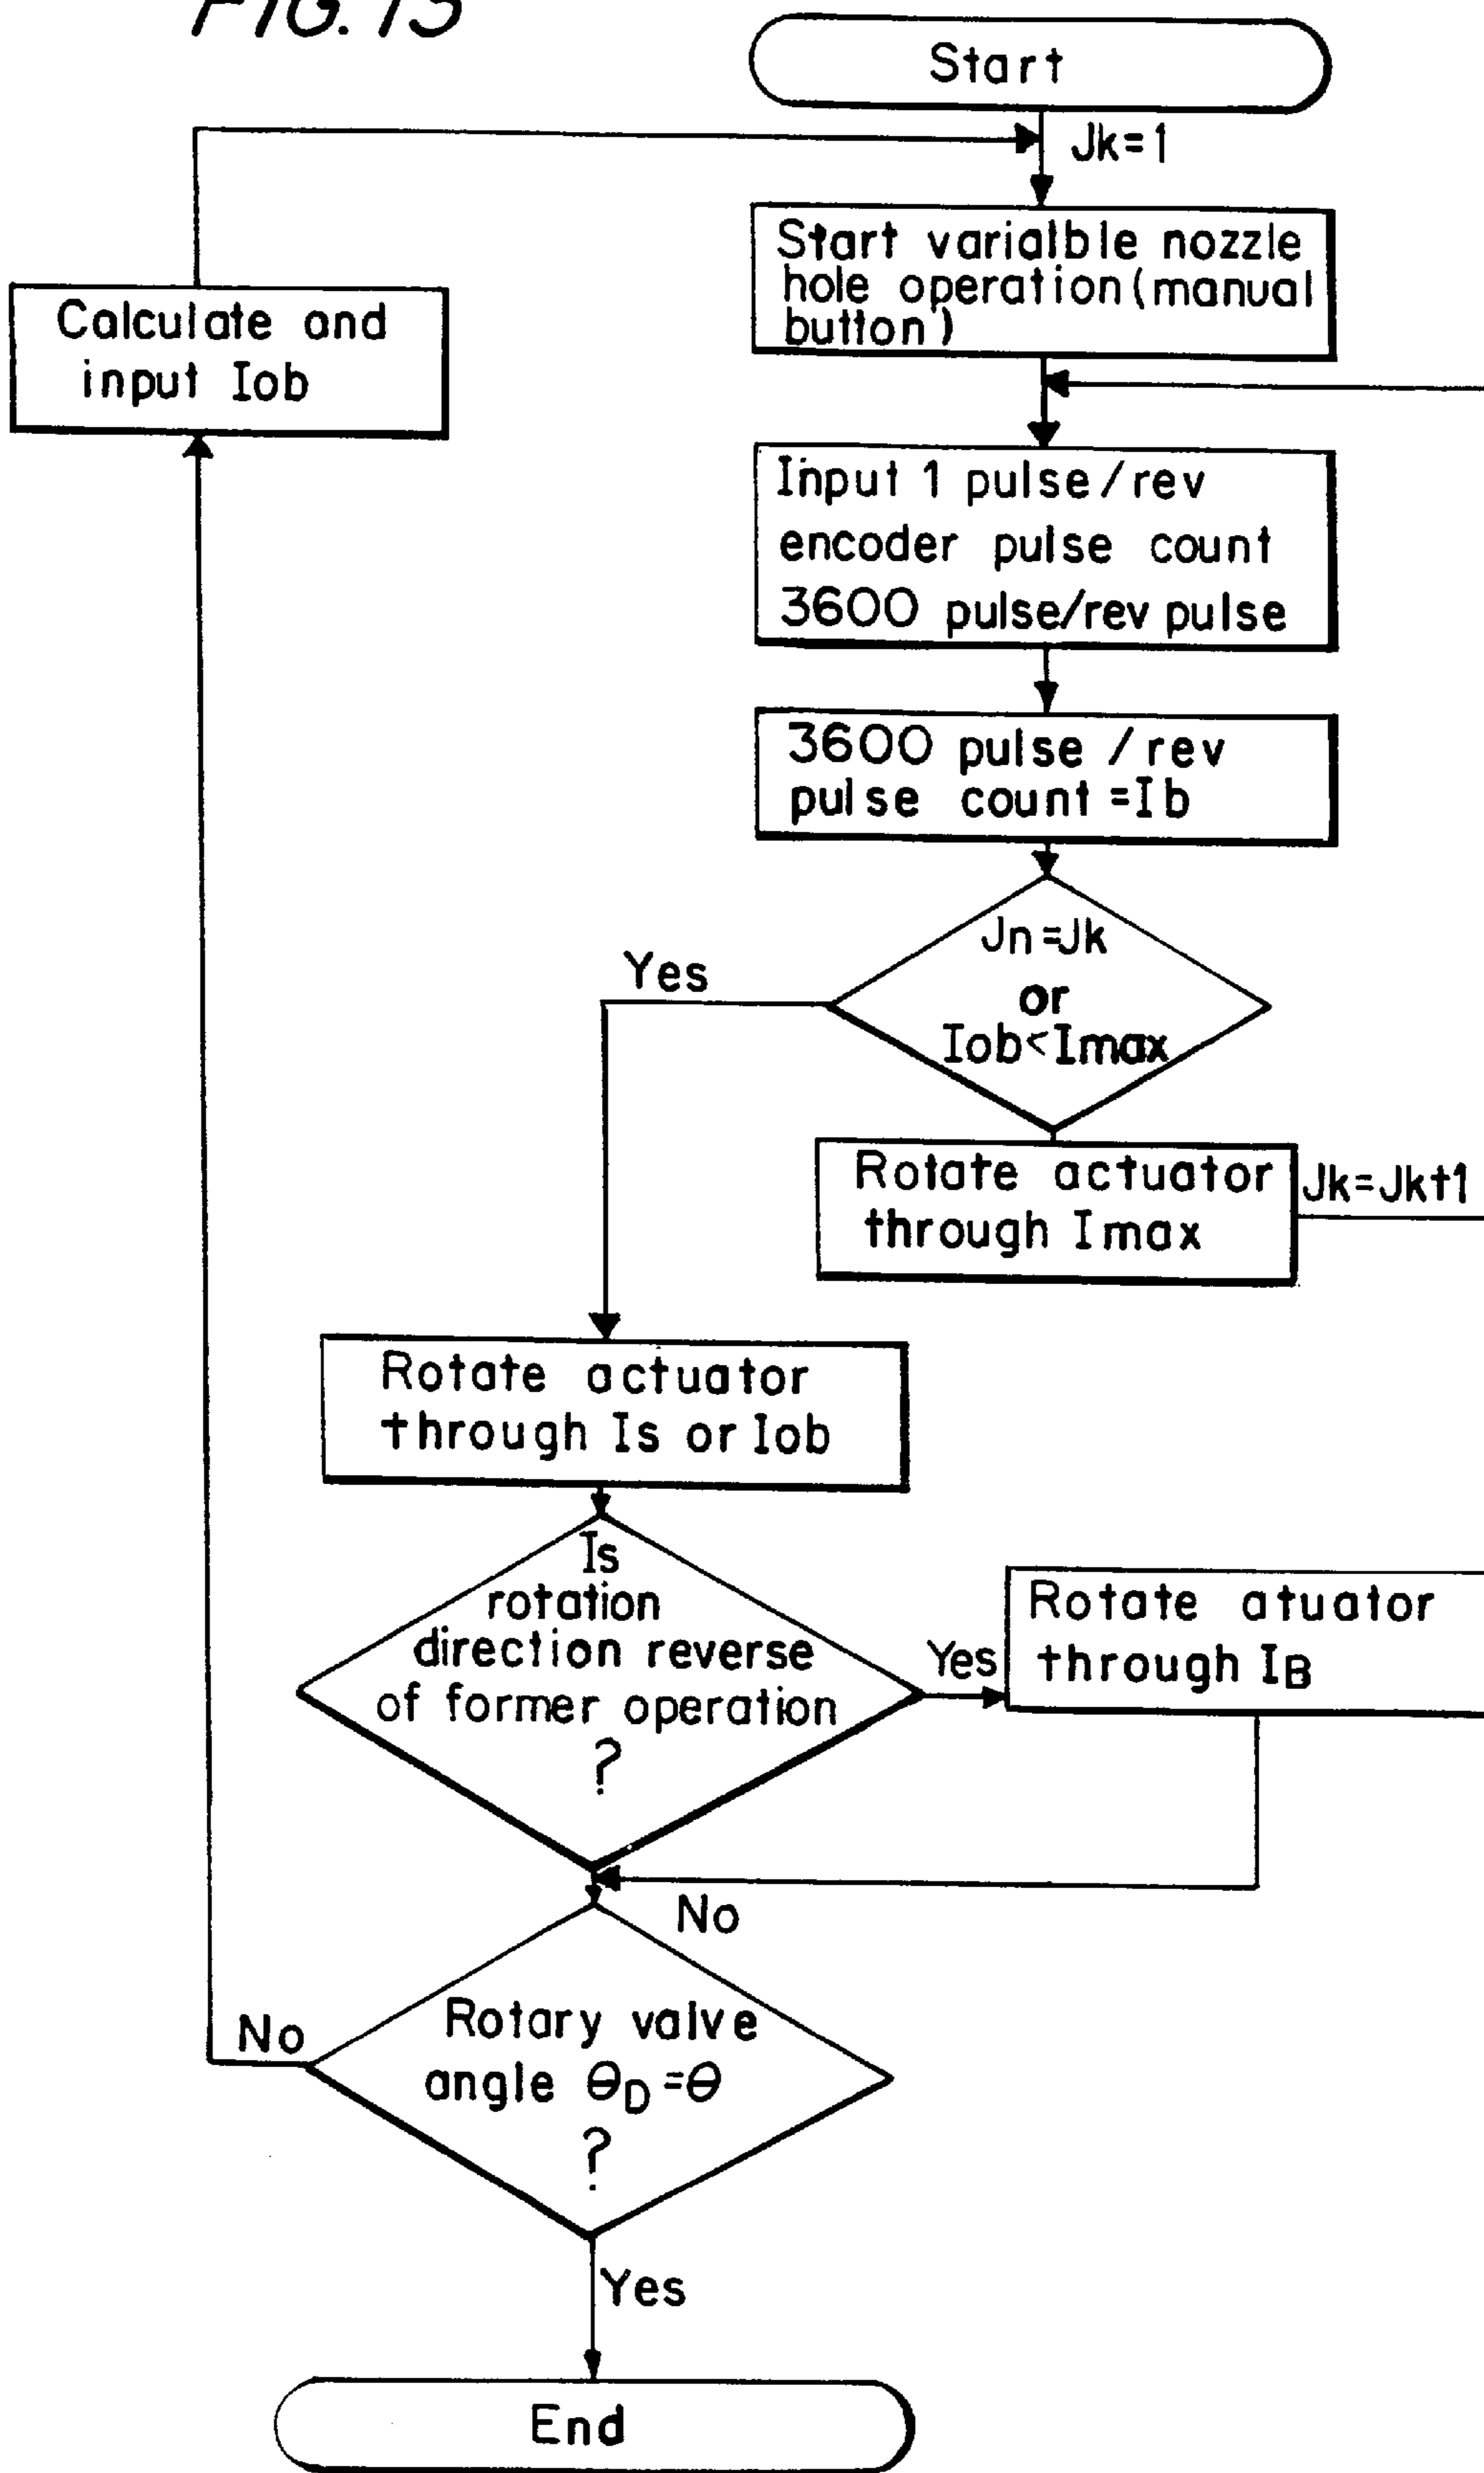 FIG. 13
Start
Jk=1
Start varialble nozzle
hole operation (manual
button)
Calculate and
input Iob
Input 1 pulse/rev
encoder pulse count
3600 pulse/rev pulse
3600 pulse / rev
pulse count =Ib
Jn=Jk
or
Iob<Imax
Yes
Rotate actuator
through Imax
Jk=Jk+1
Rotate actuator
through Is or Iob
Is
rotation
direction reverse
of former operation
?
Yes
Rotate atuator
through IB
No
Rotary valve
angle θD=θ
?
No
Yes
End